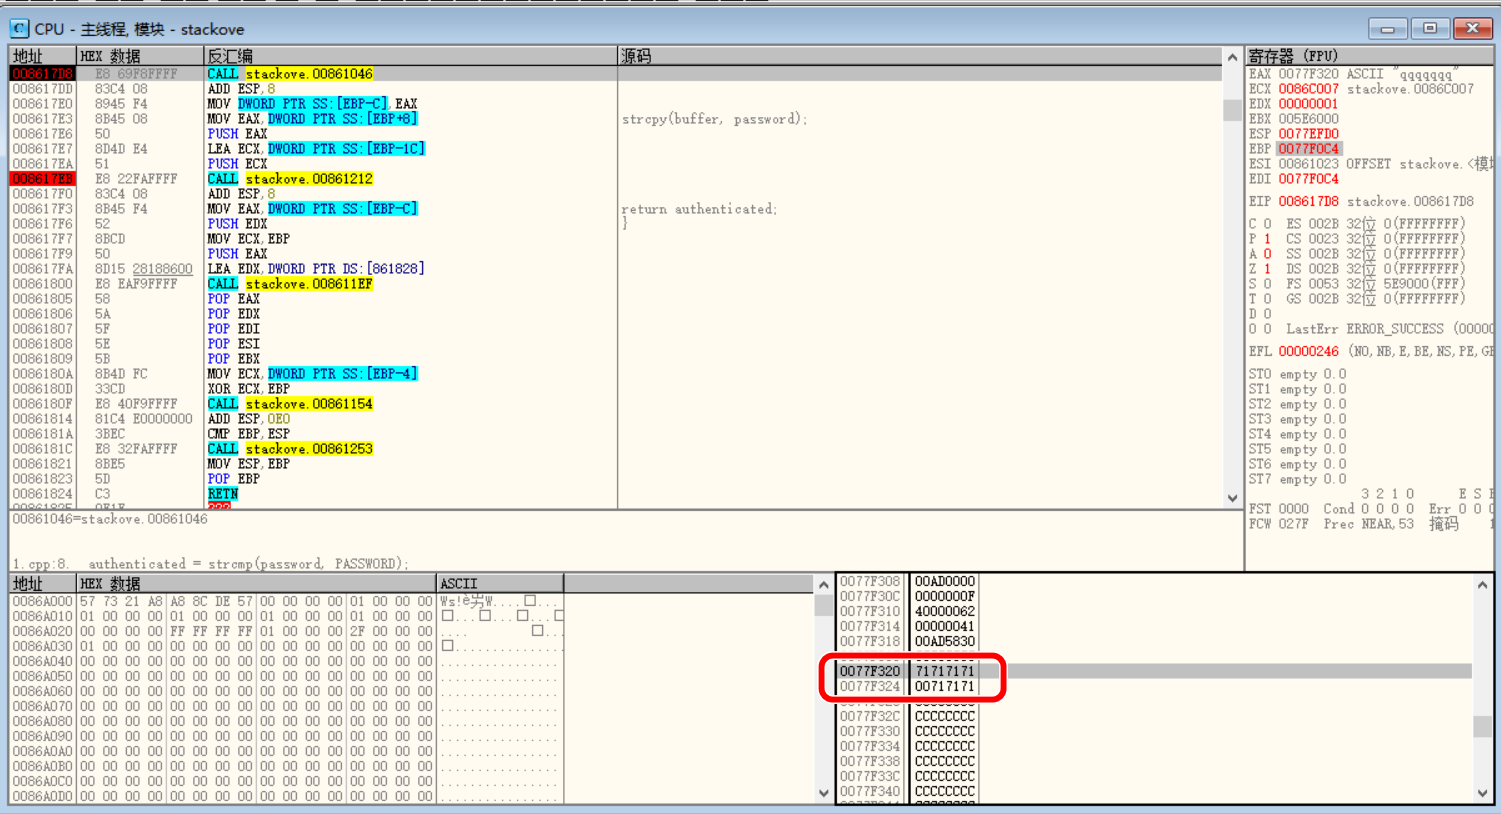 CPU - 主线程, 模块 - stackove
地址 HEX 数据 反汇编 源码
008617D8 E8 69F8FFFF CALL stackove.00861046
008617DD 83C4 08 ADD ESP,8
008617E0 8945 F4 MOV DWORD PTR SS:[EBP-C],EAX
008617E3 8B45 08 MOV EAX,DWORD PTR SS:[EBP+8] strcpy(buffer, password);
008617E6 50 PUSH EAX
008617E7 8D4D E4 LEA ECX,DWORD PTR SS:[EBP-1C]
008617EA 51 PUSH ECX
008617EB E8 22FAFFFF CALL stackove.00861212
008617F0 83C4 08 ADD ESP,8
008617F3 8B45 F4 MOV EAX,DWORD PTR SS:[EBP-C] return authenticated;
008617F6 52 PUSH EDX }
008617F7 8BCD MOV ECX,EBP
008617F9 50 PUSH EAX
008617FA 8D15 28188600 LEA EDX,DWORD PTR DS:[861828]
00861800 E8 EAF9FFFF CALL stackove.008611EF
00861805 58 POP EAX
00861806 5A POP EDX
00861807 5F POP EDI
00861808 5E POP ESI
00861809 5B POP EBX
0086180A 8B4D FC MOV ECX,DWORD PTR SS:[EBP-4]
0086180D 33CD XOR ECX,EBP
0086180F E8 40F9FFFF CALL stackove.00861154
00861814 81C4 E0000000 ADD ESP,0E0
0086181A 3BEC CMP EBP,ESP
0086181C E8 32FAFFFF CALL stackove.00861253
00861821 8BE5 MOV ESP,EBP
00861823 5D POP EBP
00861824 C3 RETN
00861046=stackove.00861046
1.cpp:8. authenticated = strcmp(password, PASSWORD);
寄存器 (FPU)
EAX 0077F320 ASCII "qqqqqqq"
ECX 0086C007 stackove.0086C007
EDX 00000001
EBX 005E6000
ESP 0077EFD0
EBP 0077F0C4
ESI 00861023 OFFSET stackove.<模
EDI 0077F0C4
EIP 008617D8 stackove.008617D8
C 0 ES 002B 32位 0(FFFFFFFF)
P 1 CS 0023 32位 0(FFFFFFFF)
A 0 SS 002B 32位 0(FFFFFFFF)
Z 1 DS 002B 32位 0(FFFFFFFF)
S 0 FS 0053 32位 5E9000(FFF)
T 0 GS 002B 32位 0(FFFFFFFF)
D 0
O 0 LastErr ERROR_SUCCESS (00000
EFL 00000246 (NO,NB,E,BE,NS,PE,GE
ST0 empty 0.0
ST1 empty 0.0
ST2 empty 0.0
ST3 empty 0.0
ST4 empty 0.0
ST5 empty 0.0
ST6 empty 0.0
ST7 empty 0.0
3 2 1 0 E S
FST 0000 Cond 0 0 0 0 Err 0 0 0
FCW 027F Prec NEAR,53 掩码 1
地址 HEX 数据 ASCII
0086A000 57 73 21 A8 A8 8C DE 57 00 00 00 00 01 00 00 00
0086A010 01 00 00 00 01 00 00 00 01 00 00 00 01 00 00 00
0086A020 00 00 00 00 FF FF FF FF 01 00 00 00 2F 00 00 00
0086A030 01 00 00 00 00 00 00 00 00 00 00 00 00 00 00 00
0086A040 00 00 00 00 00 00 00 00 00 00 00 00 00 00 00 00 ................
0086A050 00 00 00 00 00 00 00 00 00 00 00 00 00 00 00 00 ................
0086A060 00 00 00 00 00 00 00 00 00 00 00 00 00 00 00 00 ................
0086A070 00 00 00 00 00 00 00 00 00 00 00 00 00 00 00 00 ................
0086A080 00 00 00 00 00 00 00 00 00 00 00 00 00 00 00 00 ................
0086A090 00 00 00 00 00 00 00 00 00 00 00 00 00 00 00 00 ................
0086A0A0 00 00 00 00 00 00 00 00 00 00 00 00 00 00 00 00 ................
0086A0B0 00 00 00 00 00 00 00 00 00 00 00 00 00 00 00 00 ................
0086A0C0 00 00 00 00 00 00 00 00 00 00 00 00 00 00 00 00 ................
0086A0D0 00 00 00 00 00 00 00 00 00 00 00 00 00 00 00 00 ................
0077F308 00AD0000
0077F30C 0000000F
0077F310 40000062
0077F314 00000041
0077F318 00AD5830
0077F320 71717171
0077F324 00717171
0077F32C CCCCCCCC
0077F330 CCCCCCCC
0077F334 CCCCCCCC
0077F338 CCCCCCCC
0077F33C CCCCCCCC
0077F340 CCCCCCCC